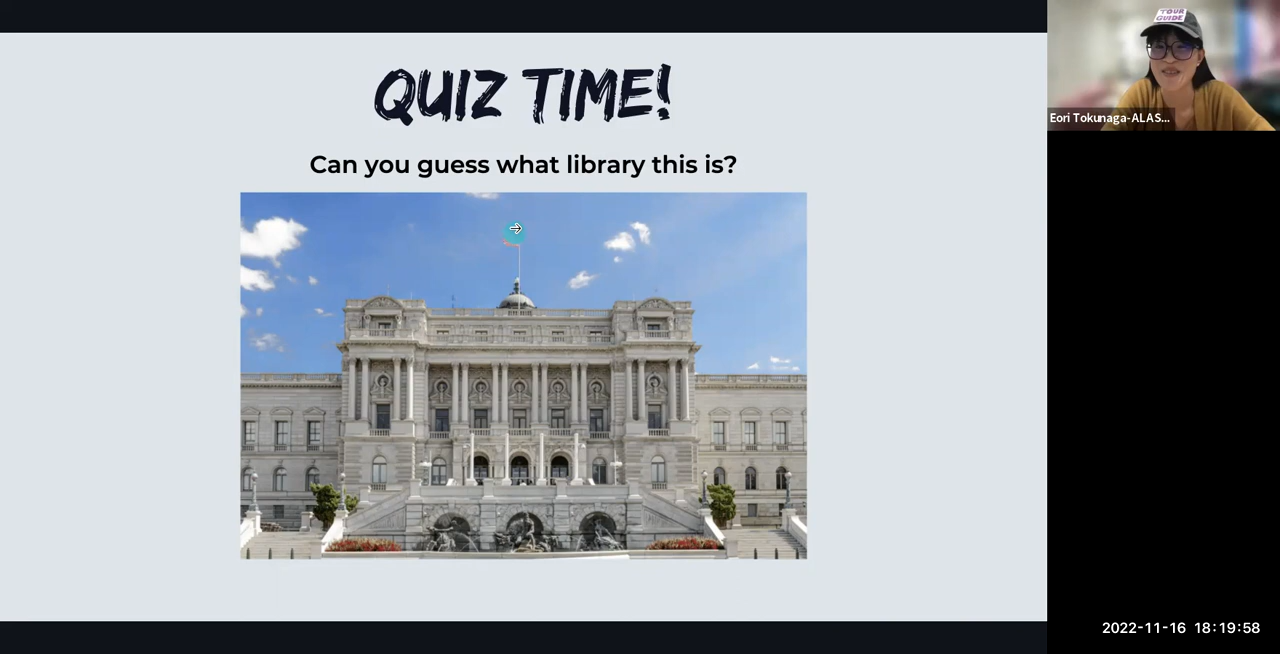 QUIZ TIME!
Can you guess what library this is?
TOUR
GUIDE
Eori Tokunaga-ALAS...
2022-11-16 18:19:58